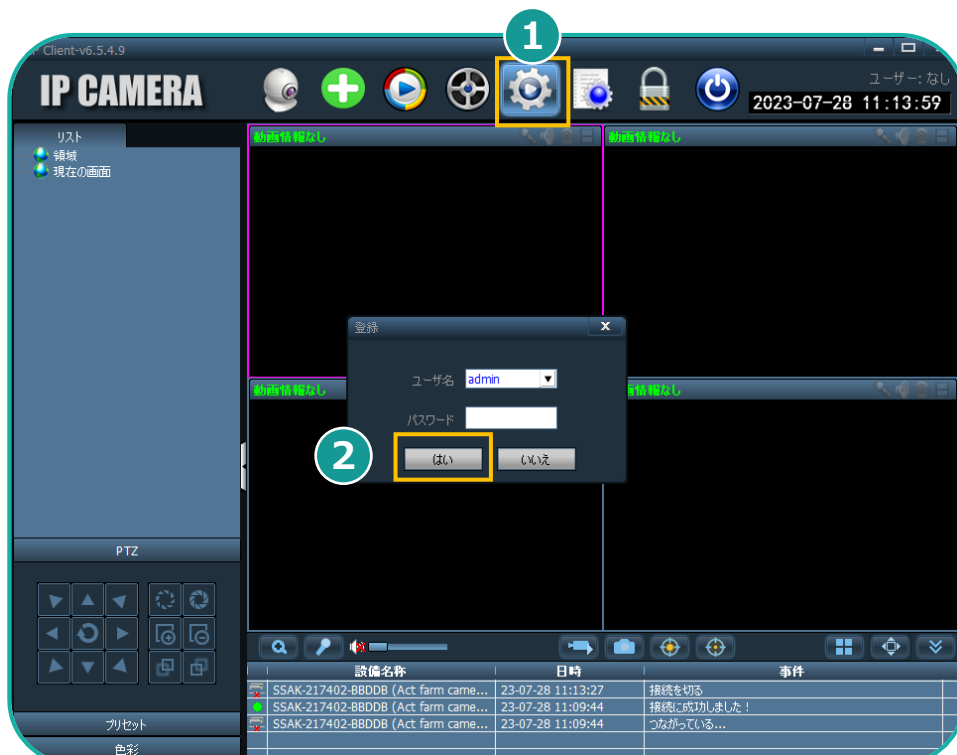 1
IP Client-v6.5.4.9
IP CAMERA
ユーザー: なし
2023-07-28 11:13:59
リスト
領域
現在の画面
動画情報なし
動画情報なし
登録
x
ユーザ名 admin
パスワード
2
はい いいえ
動画情報なし
動画情報なし
PTZ
プリセット
色彩
設備名称 日時 事件
SSAK-217402-BBDDB (Act farm came... 23-07-28 11:13:27 接続を切る
SSAK-217402-BBDDB (Act farm came... 23-07-28 11:09:44 接続に成功しました！
SSAK-217402-BBDDB (Act farm came... 23-07-28 11:09:44 つながっている...